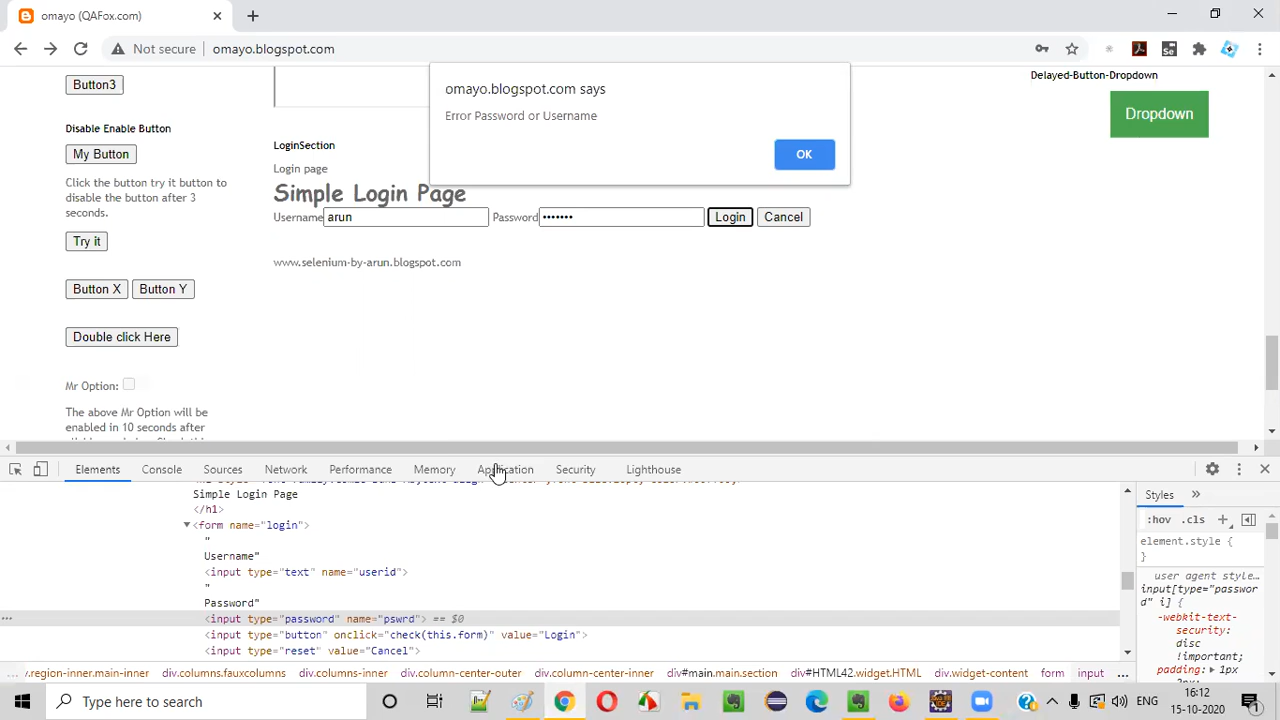 omayo (QAFox.com)
Not secure
omayo.blogspot.com
Button3
Disable Enable Button
My Button
Click the button try it button to
disable the button after 3
seconds.
Try it
Button X
Button Y
Double click Here
Mr Option:
The above Mr Option will be
enabled in 10 seconds after
omayo.blogspot.com says
Error Password or Username
OK
LoginSection
Login page
Simple Login Page
Username
arun
Password
•••••••
Login
Cancel
www.selenium-by-arun.blogspot.com
Delayed-Button-Dropdown
Dropdown
Elements
Console
Sources
Network
Performance
Memory
Application
Security
Lighthouse
Simple Login Page
</h1>
<form name="login">
"
Username"
<input type="text" name="userid">
"
Password"
<input type="password" name="pswrd"> == $0
<input type="button" onclick="check(this.form)" value="Login">
<input type="reset" value="Cancel">
Styles
:hov .cls
element.style {
}
user agent style…
input[type="passwor
d" i] {
-webkit-text-
security:
disc
!important;
padding: 1px
v.region-inner.main-inner
div.columns.fauxcolumns
div.columns-inner
div.column-center-outer
div.column-center-inner
div#main.main.section
div#HTML42.widget.HTML
div.widget-content
form
input
...
Type here to search
16:12
15-10-2020